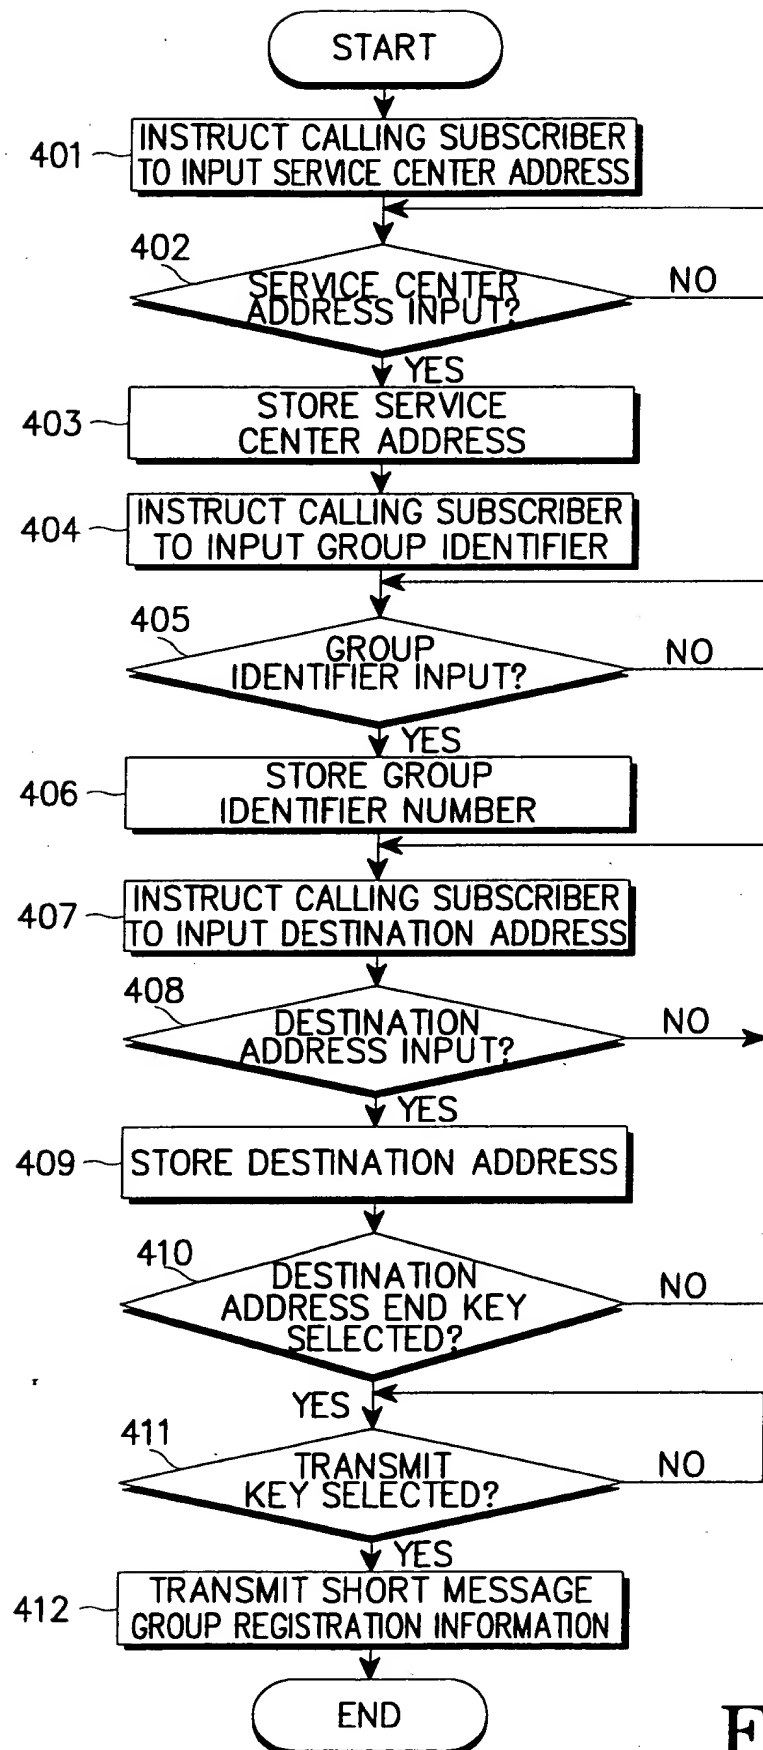 START
401
INSTRUCT CALLING SUBSCRIBER
TO INPUT SERVICE CENTER ADDRESS
402
SERVICE CENTER
ADDRESS INPUT?
NO
YES
403
STORE SERVICE
CENTER ADDRESS
404
INSTRUCT CALLING SUBSCRIBER
TO INPUT GROUP IDENTIFIER
405
GROUP
IDENTIFIER INPUT?
NO
YES
406
STORE GROUP
IDENTIFIER NUMBER
407
INSTRUCT CALLING SUBSCRIBER
TO INPUT DESTINATION ADDRESS
408
DESTINATION
ADDRESS INPUT?
NO
YES
409
STORE DESTINATION ADDRESS
410
DESTINATION
ADDRESS END KEY
SELECTED?
NO
YES
411
TRANSMIT
KEY SELECTED?
NO
YES
412
TRANSMIT SHORT MESSAGE
GROUP REGISTRATION INFORMATION
END
F